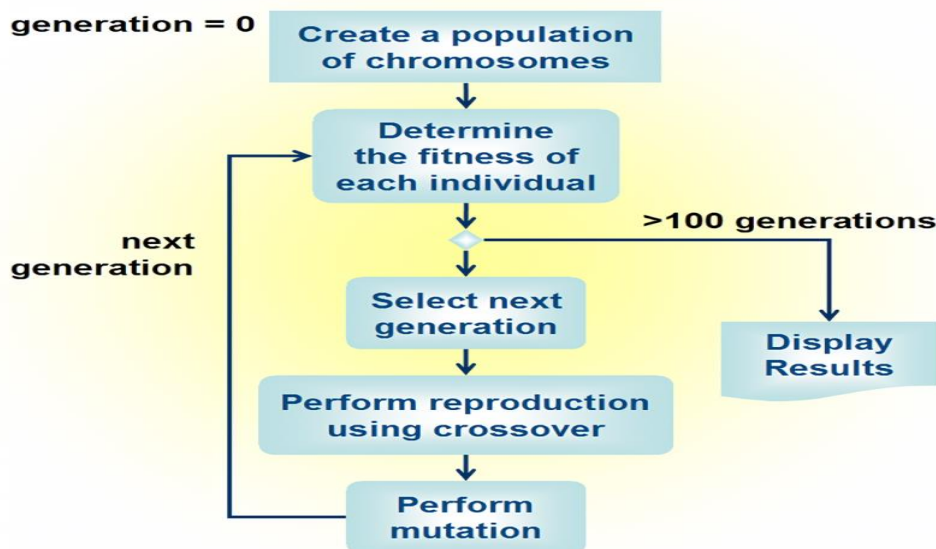 generation = 0
Create a population
of chromosomes
Determine
the fitness of
each individual
>100 generations
next
generation
Select next
generation
Display
Results
Perform reproduction
using crossover
Perform
mutation